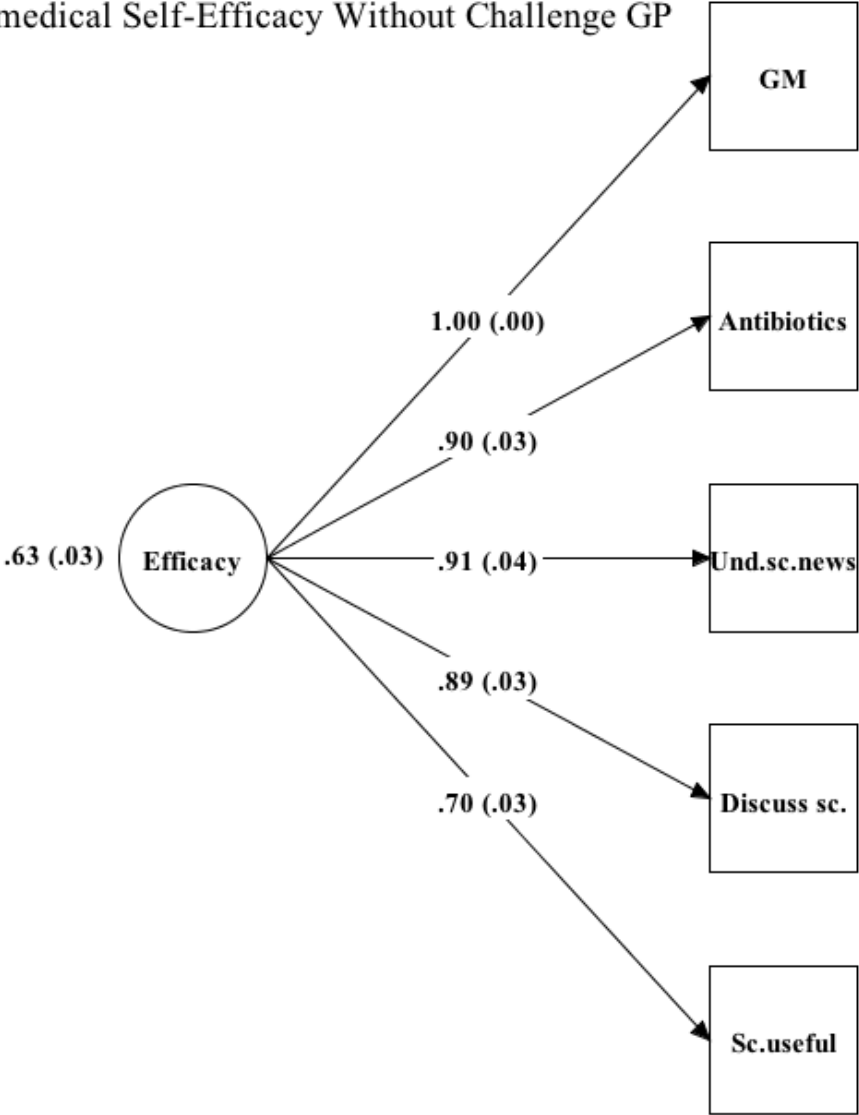 medical Self-Efficacy Without Challenge GP
GM
1.00 (.00)
Antibiotics
.90 (.03)
.63 (.03)
Efficacy
.91 (.04)
Und.sc.news
.89 (.03)
Discuss sc.
.70 (.03)
Sc.useful